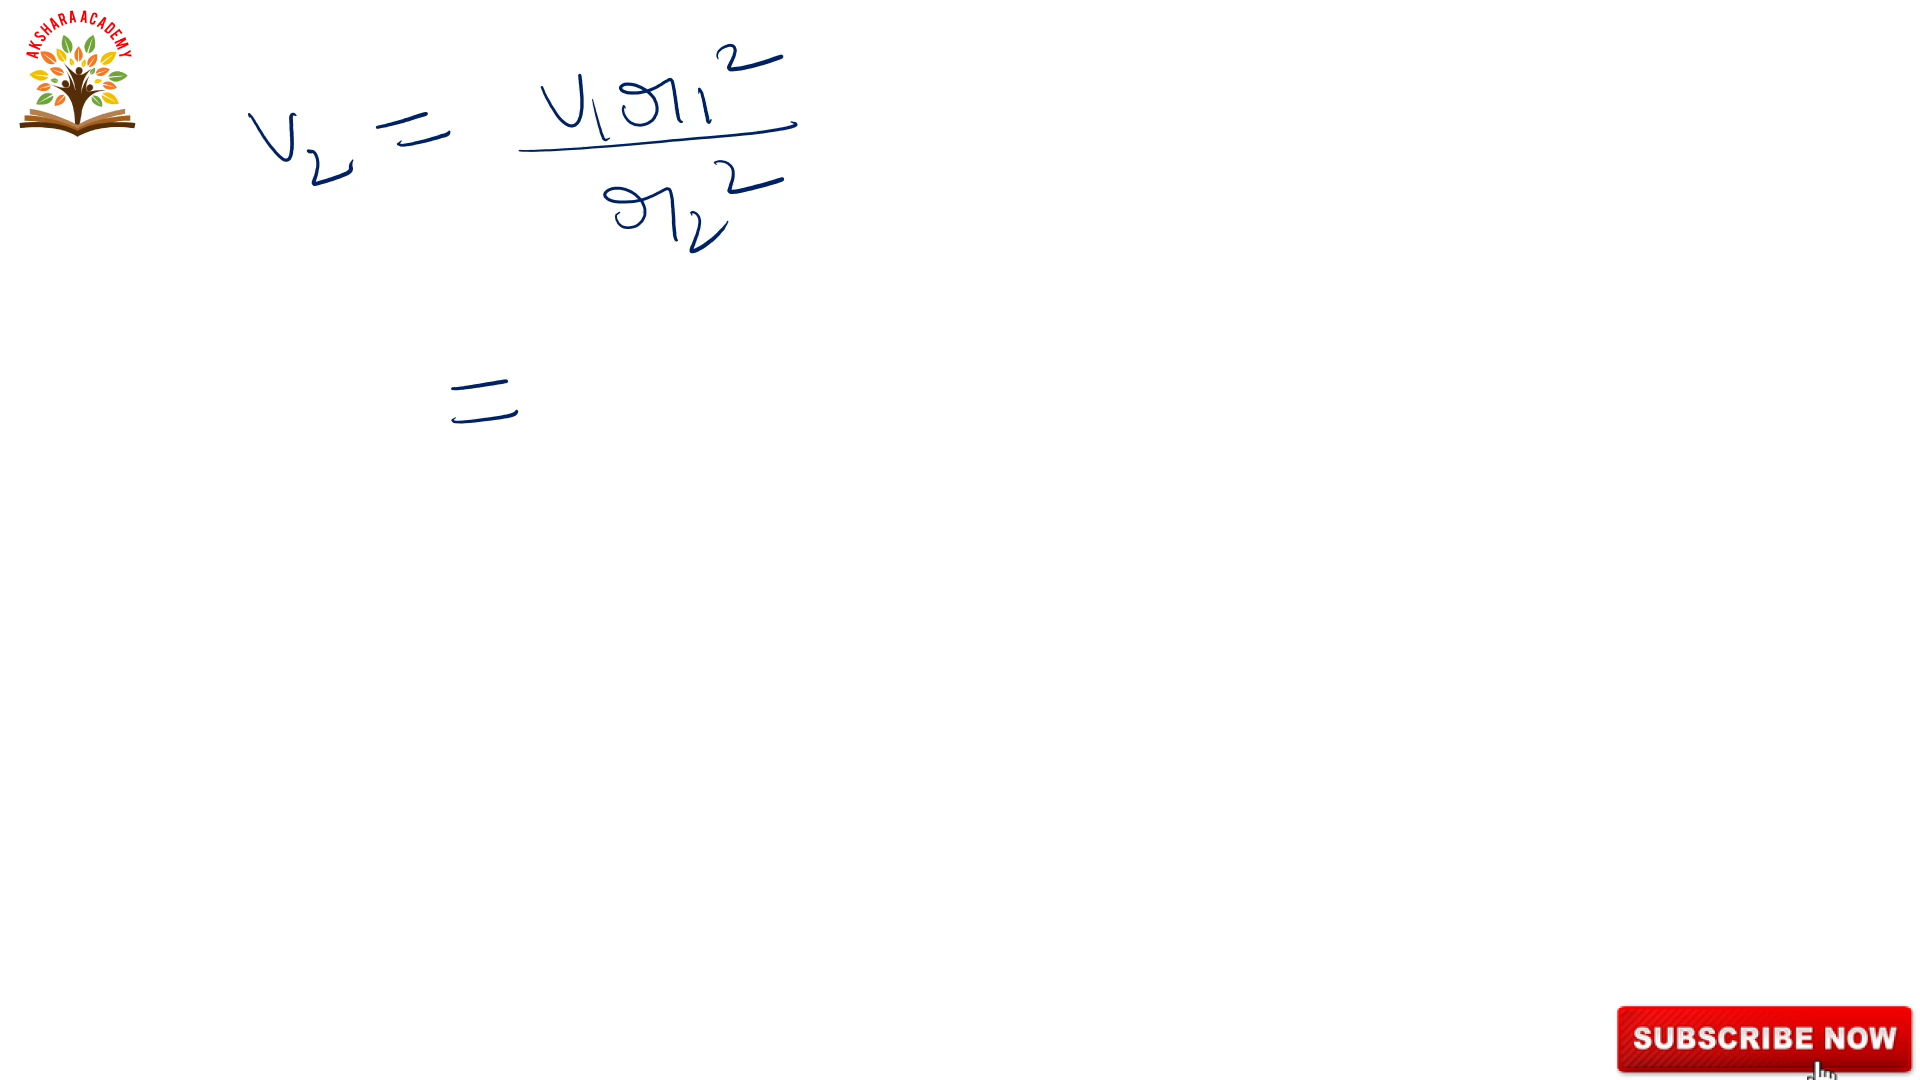 AKSHARA ACADEMY
V₂ = V₁r₁² / r₂²
=
SUBSCRIBE NOW